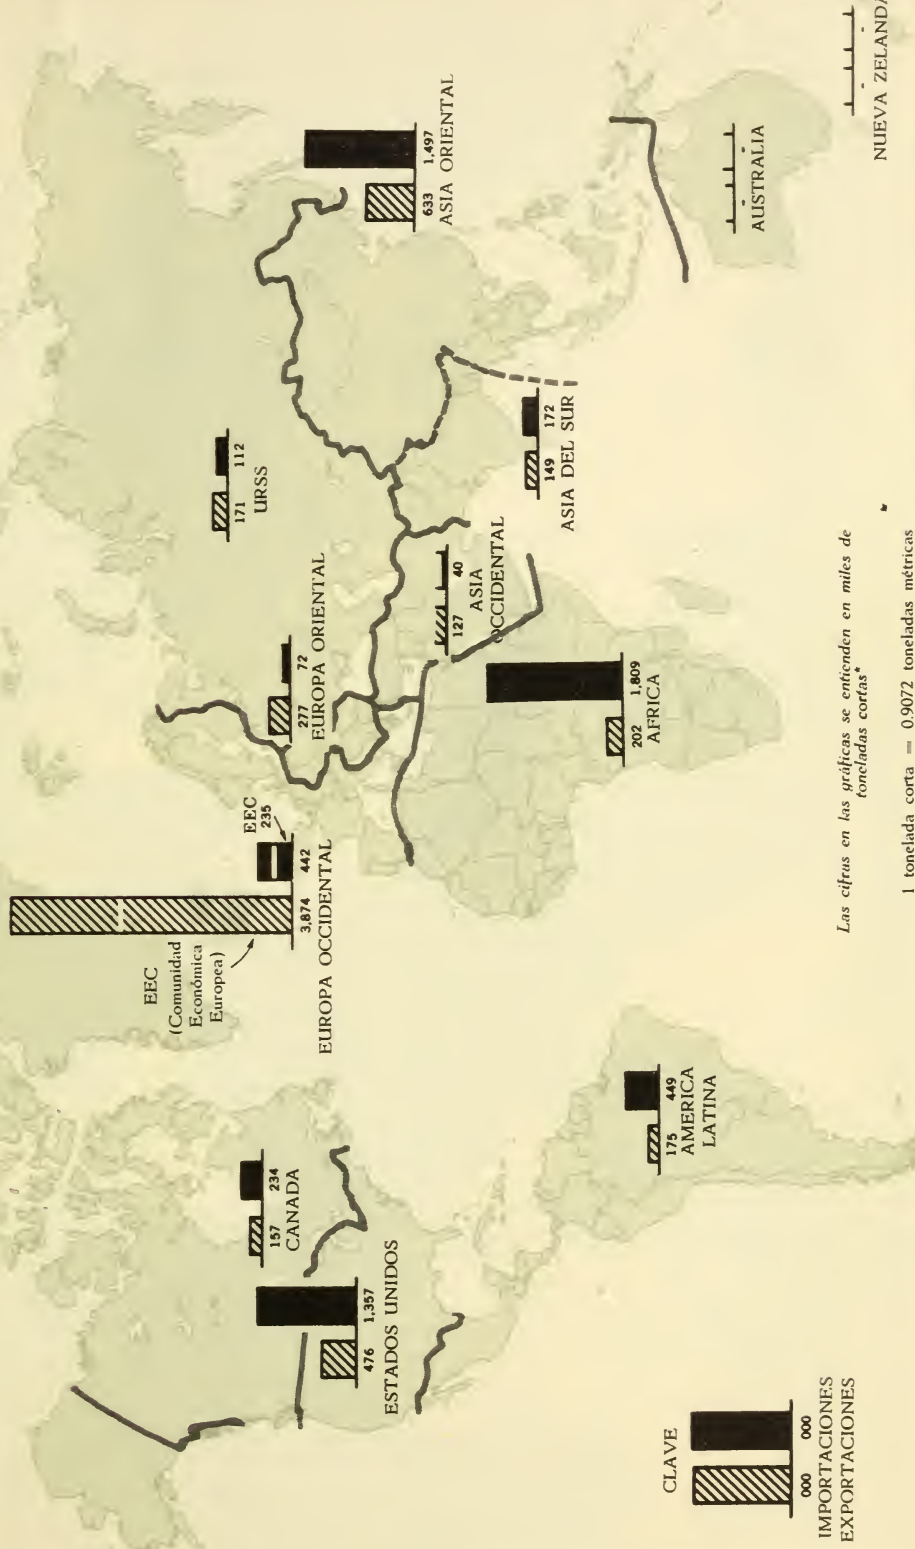 EEC
(Comunidad
Económica
Europea)
EEC
235
3,874 442
EUROPA OCCIDENTAL
277 72
EUROPA ORIENTAL
171 112
URSS
633 1.497
ASIA ORIENTAL
157 234
CANADA
476 1,357
ESTADOS UNIDOS
175 449
AMERICA
LATINA
202 1,809
AFRICA
127 40
ASIA
OCCIDENTAL
149 172
ASIA DEL SUR
AUSTRALIA
NUEVA ZELANDA
CLAVE
000 000
IMPORTACIONES
EXPORTACIONES
Las cifras en las gráficas se entienden en miles de
toneladas cortas*
1 tonelada corta = 0.9072 toneladas métricas